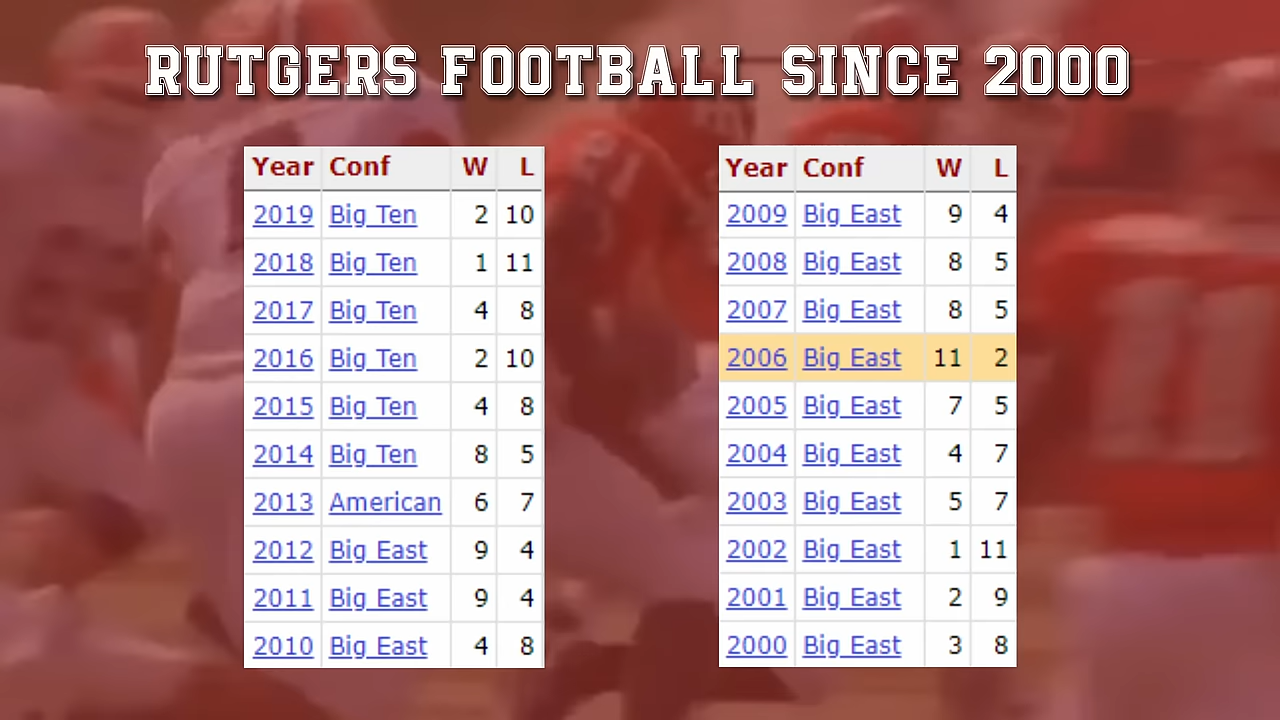 RUTGERS FOOTBALL SINCE 2000
Year Conf W L
2019 Big Ten 2 10
2018 Big Ten 1 11
2017 Big Ten 4 8
2016 Big Ten 2 10
2015 Big Ten 4 8
2014 Big Ten 8 5
2013 American 6 7
2012 Big East 9 4
2011 Big East 9 4
2010 Big East 4 8
Year Conf W L
2009 Big East 9 4
2008 Big East 8 5
2007 Big East 8 5
2006 Big East 11 2
2005 Big East 7 5
2004 Big East 4 7
2003 Big East 5 7
2002 Big East 1 11
2001 Big East 2 9
2000 Big East 3 8